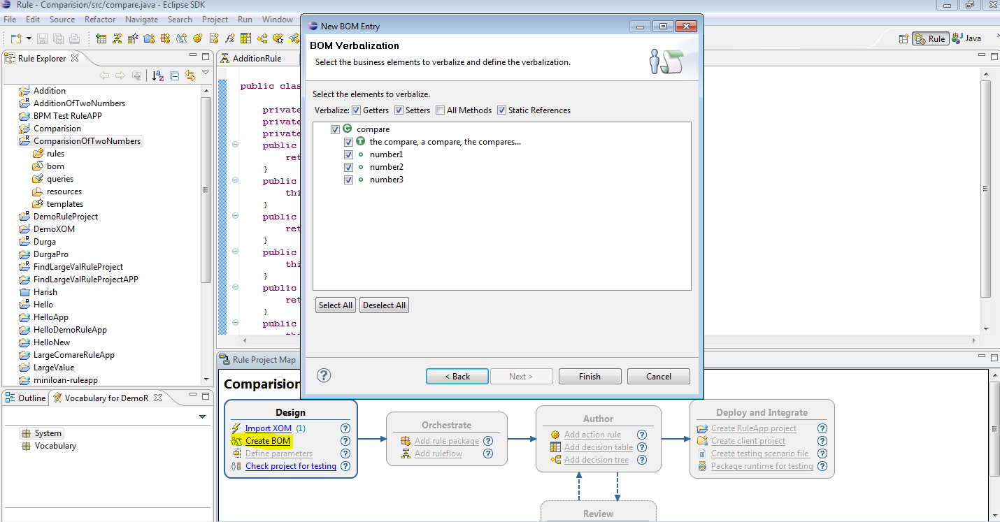 Rule - Comparision/src/compare.java - Eclipse SDK
File Edit Source Refactor Navigate Search Project Run Window
Rule Java
Rule Explorer
Addition
AdditionOfTwoNumbers
BPM Test RuleAPP
Comparision
ComparisionOfTwoNumbers
rules
bom
queries
resources
templates
DemoRuleProject
DemoXOM
Durga
DurgaPro
FindLargeValRuleProject
FindLargeValRuleProjectAPP
Harish
Hello
HelloApp
HelloDemoRuleApp
HelloNew
LargeComareRuleApp
LargeValue
miniloan-ruleapp
Outline Vocabulary for DemoR
System
Vocabulary
AdditionRule
public clas
private
private
private
public
ret
}
public
thi
}
public
ret
}
public
thi
}
public
ret
}
public
New BOM Entry
BOM Verbalization
Select the business elements to verbalize and define the verbalization.
Select the elements to verbalize.
Verbalize: Getters Setters All Methods Static References
C compare
T the compare, a compare, the compares...
number1
number2
number3
Select All Deselect All
? < Back Next > Finish Cancel
Rule Project Map
Comparision
Design
Import XOM (1) ?
Create BOM ?
Define parameters ?
Check project for testing ?
Orchestrate
Add rule package ?
Add ruleflow ?
Author
Add action rule ?
Add decision table ?
Add decision tree ?
Deploy and Integrate
Create RuleApp project ?
Create client project ?
Create testing scenario file ?
Package runtime for testing ?
Review